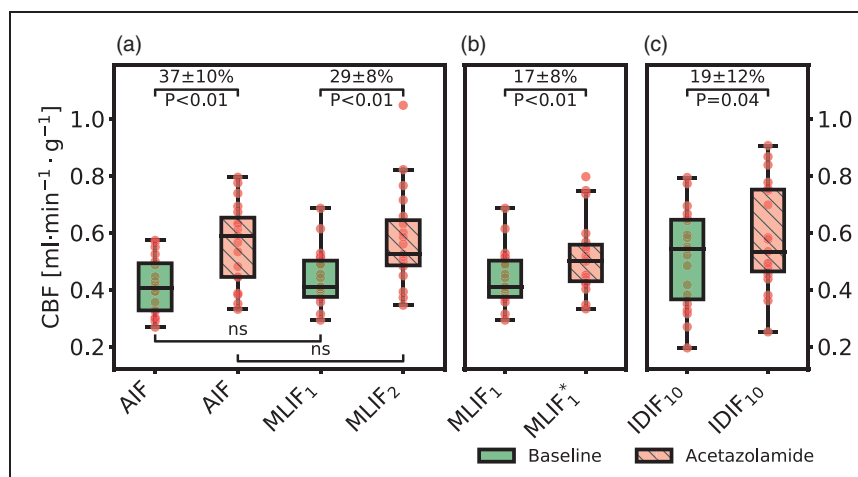 (a) (b) (c)
37±10% 29±8% 17±8% 19±12%
P<0.01 P<0.01 P<0.01 P=0.04
CBF [ml·min⁻¹·g⁻¹]
1.0 1.0
0.8 0.8
0.6 0.6
0.4 0.4
ns
0.2 ns 0.2
AIF AIF MLIF₁ MLIF₂ MLIF₁ MLIF₁* IDIF₁₀ IDIF₁₀
Baseline Acetazolamide